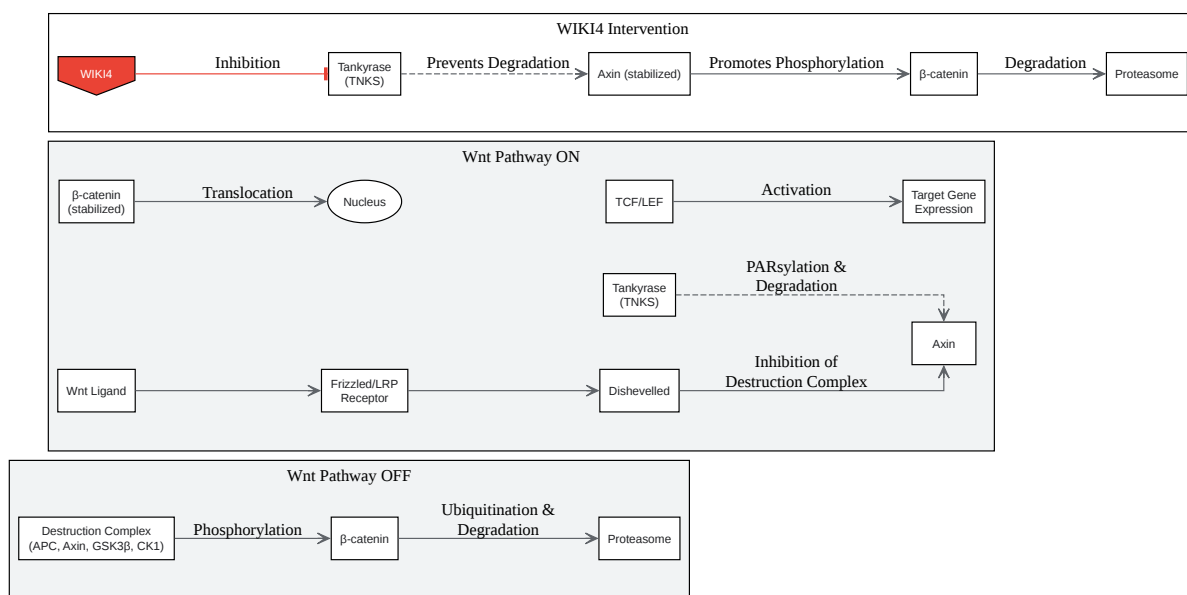 WIKI4 Intervention
WIKI4
Inhibition
Tankyrase
(TNKS)
Prevents Degradation
Axin (stabilized)
Promotes Phosphorylation
β-catenin
Degradation
Proteasome
Wnt Pathway ON
β-catenin
(stabilized)
Translocation
Nucleus
TCF/LEF
Activation
Target Gene
Expression
Tankyrase
(TNKS)
PARsylation &
Degradation
Axin
Wnt Ligand
Frizzled/LRP
Receptor
Dishevelled
Inhibition of
Destruction Complex
Wnt Pathway OFF
Destruction Complex
(APC, Axin, GSK3β, CK1)
Phosphorylation
β-catenin
Ubiquitination &
Degradation
Proteasome